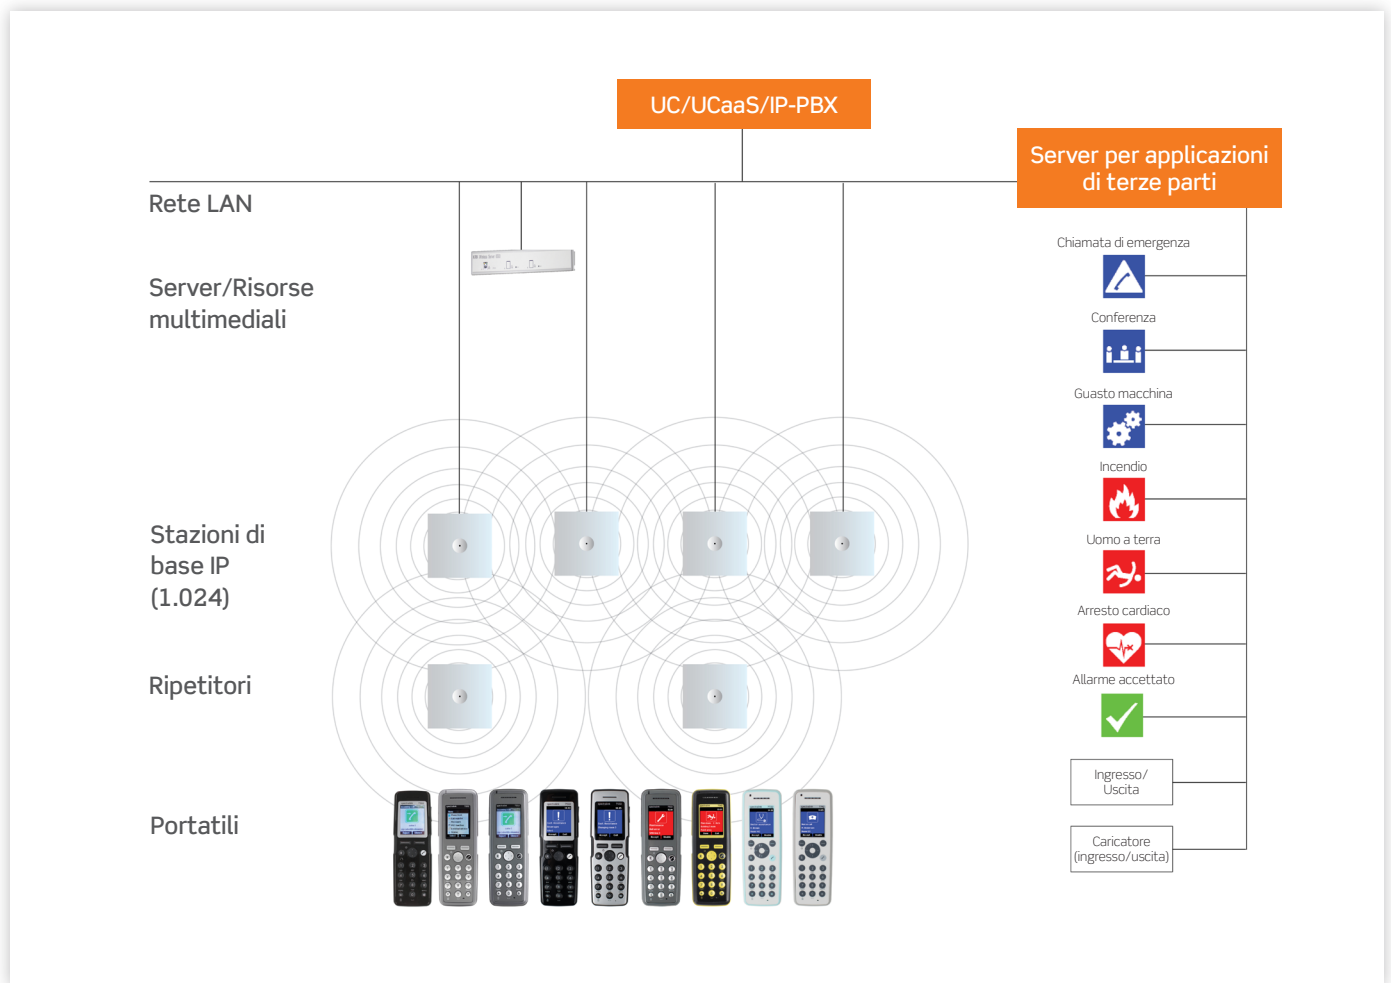 UC/UCaaS/IP-PBX
Server per applicazioni
di terze parti
Rete LAN
Server/Risorse
multimediali
Stazioni di
base IP
(1.024)
Ripetitori
Portatili
Chiamata di emergenza
Conferenza
Guasto macchina
Incendio
Uomo a terra
Arresto cardiaco
Allarme accettato
Ingresso/
Uscita
Caricatore
(ingresso/uscita)